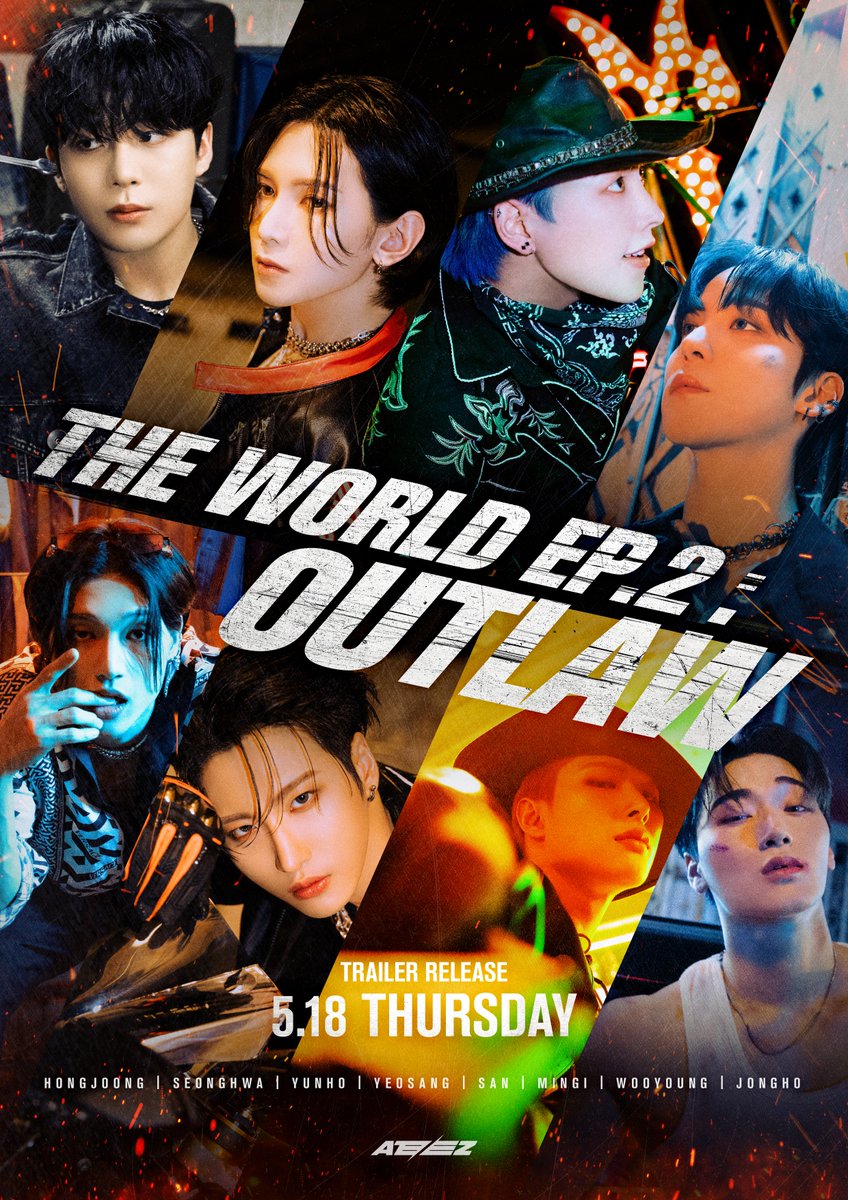 THE WORLD EP.2 :
OUTLAW
TRAILER RELEASE
5.18 THURSDAY
HONGJOONG | SEONGHWA | YUNHO | YEOSANG | SAN | MINGI | WOOYOUNG | JONGHO
ATEEZ